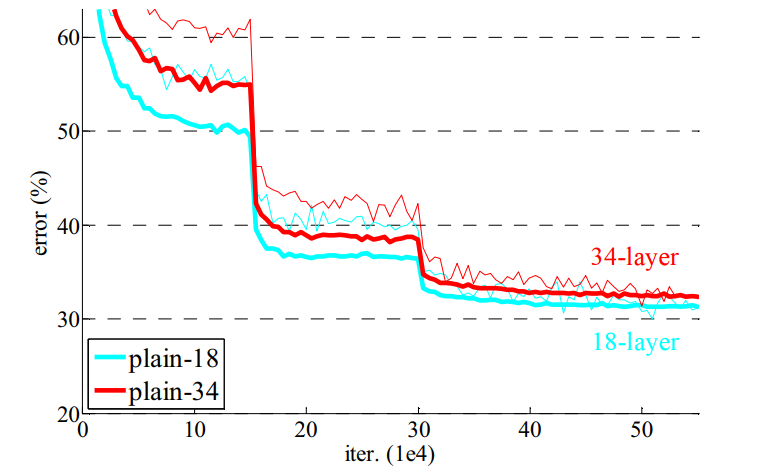 60
50
40
30
20
error (%)
34-layer
18-layer
plain-18
plain-34
0 10 20 30 40 50
iter. (1e4)